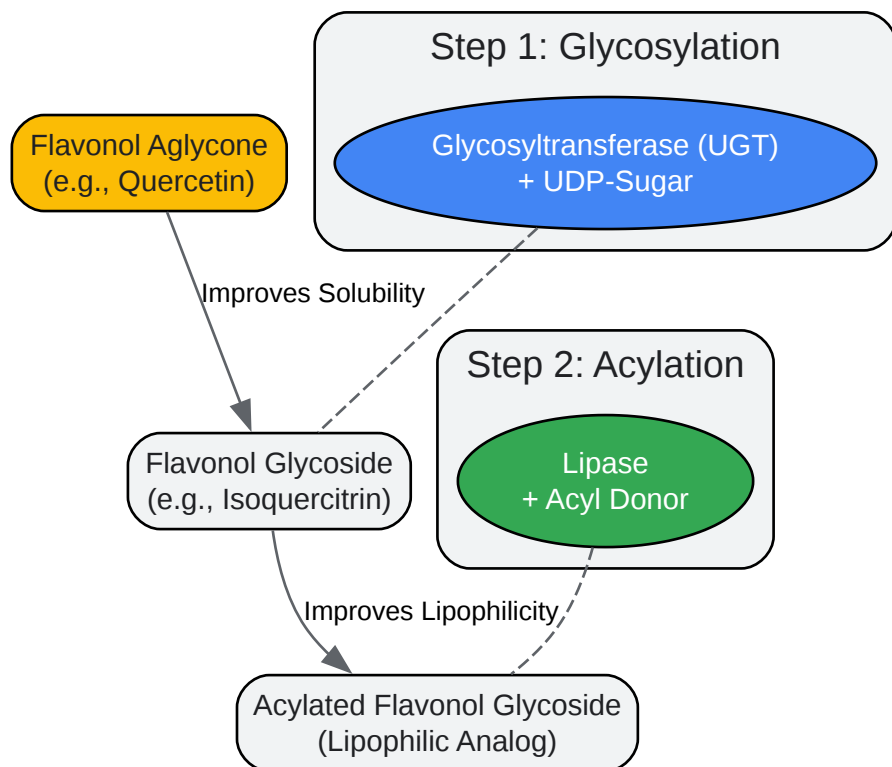 Step 1: Glycosylation
Flavonol Aglycone
(e.g., Quercetin)
Glycosyltransferase (UGT)
+ UDP-Sugar
Improves Solubility
Step 2: Acylation
Flavonol Glycoside
(e.g., Isoquercitrin)
Lipase
+ Acyl Donor
Improves Lipophilicity
Acylated Flavonol Glycoside
(Lipophilic Analog)